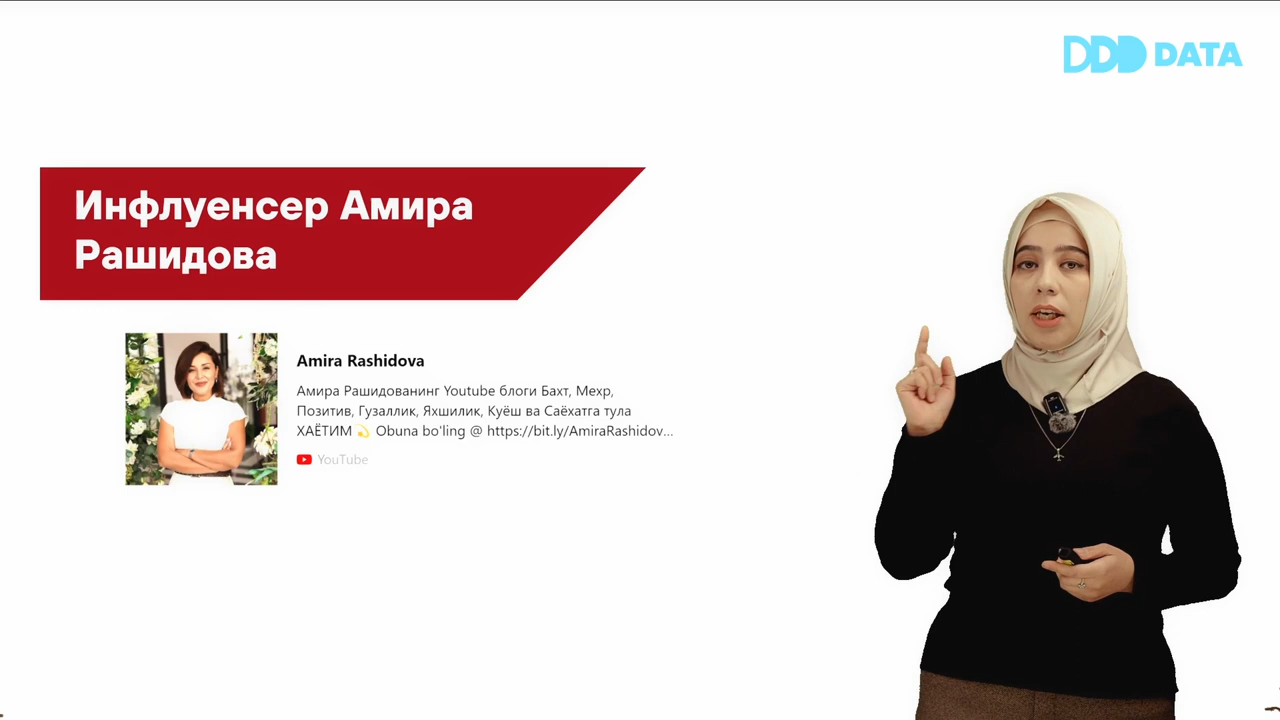 DDD DATA
Инфлуенсер Амира
Рашидова
Amira Rashidova
Амира Рашидованинг Youtube блоги Бахт, Мехр,
Позитив, Гузаллик, Яхшилик, Куёш ва Саёхатга тула
ХАЁТИМ 💫 Obuna bo'ling @ https://bit.ly/AmiraRashidov...
YouTube